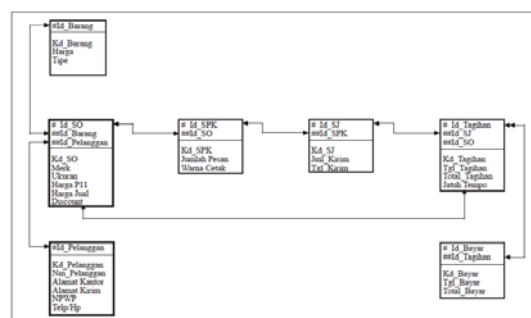 #Id_Barang
Kd_Barang
Harga
Tipe
# Id_SO
##Id_Barang
##Id_Pelanggan
Kd_SO
Merk
Ukuran
Harga P11
Harga Jual
Discount
# Id_SPK
##Id_SO
Kd_SPK
Jumlah Pesan
Warna Cetak
# Id_SJ
##Id_SPK
Kd_SJ
Jml_Kirim
Tgl_Kirim
# Id_Tagihan
##Id_SJ
##Id_SO
Kd_Tagihan
Tgl_Tagihan
Total_Tagihan
Jatuh Tempo
#Id_Pelanggan
Kd_Pelanggan
Nm_Pelanggan
Alamat Kantor
Alamat Kirim
NPWP
Telp/Hp
# Id_Bayar
##Id_Tagihan
Kd_Bayar
Tgl_Bayar
Total_Bayar